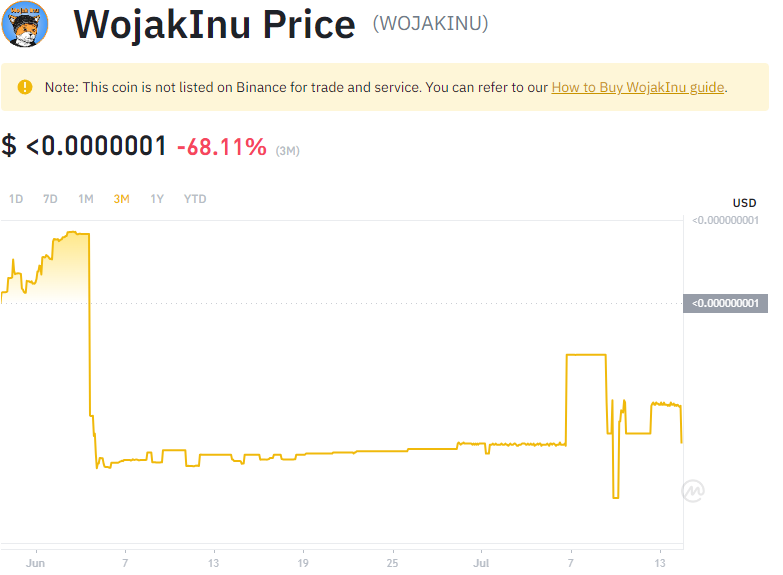 WojakInu Price (WOJAKINU)
Note: This coin is not listed on Binance for trade and service. You can refer to our How to Buy WojakInu guide.
$ <0.0000001 -68.11% (3M)
1D 7D 1M 3M 1Y YTD
USD
<0.000000001
<0.000000001
Jun 7 13 19 25 Jul 7 13